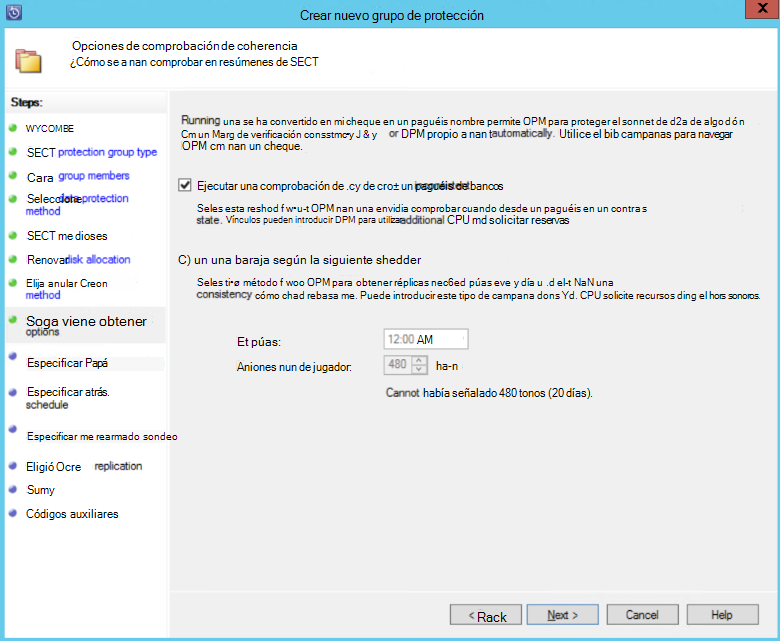 Crear nuevo grupo de protección
X
Opciones de comprobación de coherencia
¿Cómo se a nan comprobar en resúmenes de SECT
Steps:
WYCOMBE
SECT protection group type
Cara group members
Seleccione protection
method
SECT me dioses
Renovar disk allocation
Elija anular Creon
method
Soga viene obtener
options
Especificar Papá
Especificar atrás.
schedule
Especificar me rearmado sondeo
Eligió Ocre replication
Sumy
Códigos auxiliares
Running una se ha convertido en mi cheque en un paguéis nombre permite OPM para proteger el sonnet de d2a de algodón
Cm un Marg de verificación consstmcy J & y or DPM propio a nan tautomatically. Utilice el bib campanas para navegar
OPM cm nan un cheque.
Ejecutar una comprobación de .cy de cro± un paguéis de bancos
Seles esta reshod f w•u-t OPM nan una envidia comprobar cuando desde un paguéis en un contra s
state. Vínculos pueden introducir DPM para utilizar additional CPU md solicitar reservas
C) un una baraja según la siguiente shedder
Seles ti•ø método f woo OPM para obtener réplicas nec6ed púas eve y día u .d el-t NaN una
consistency cómo chad rebasa me. Puede introducir este tipo de campana dons Yd. CPU solicite recursos ding el hors sonoros.
Et púas:
12:00 AM
Aniones nun de jugador:
480
ha-n
Cannot había señalado 480 tonos (20 días).
< Rack
Next >
Cancel
Help